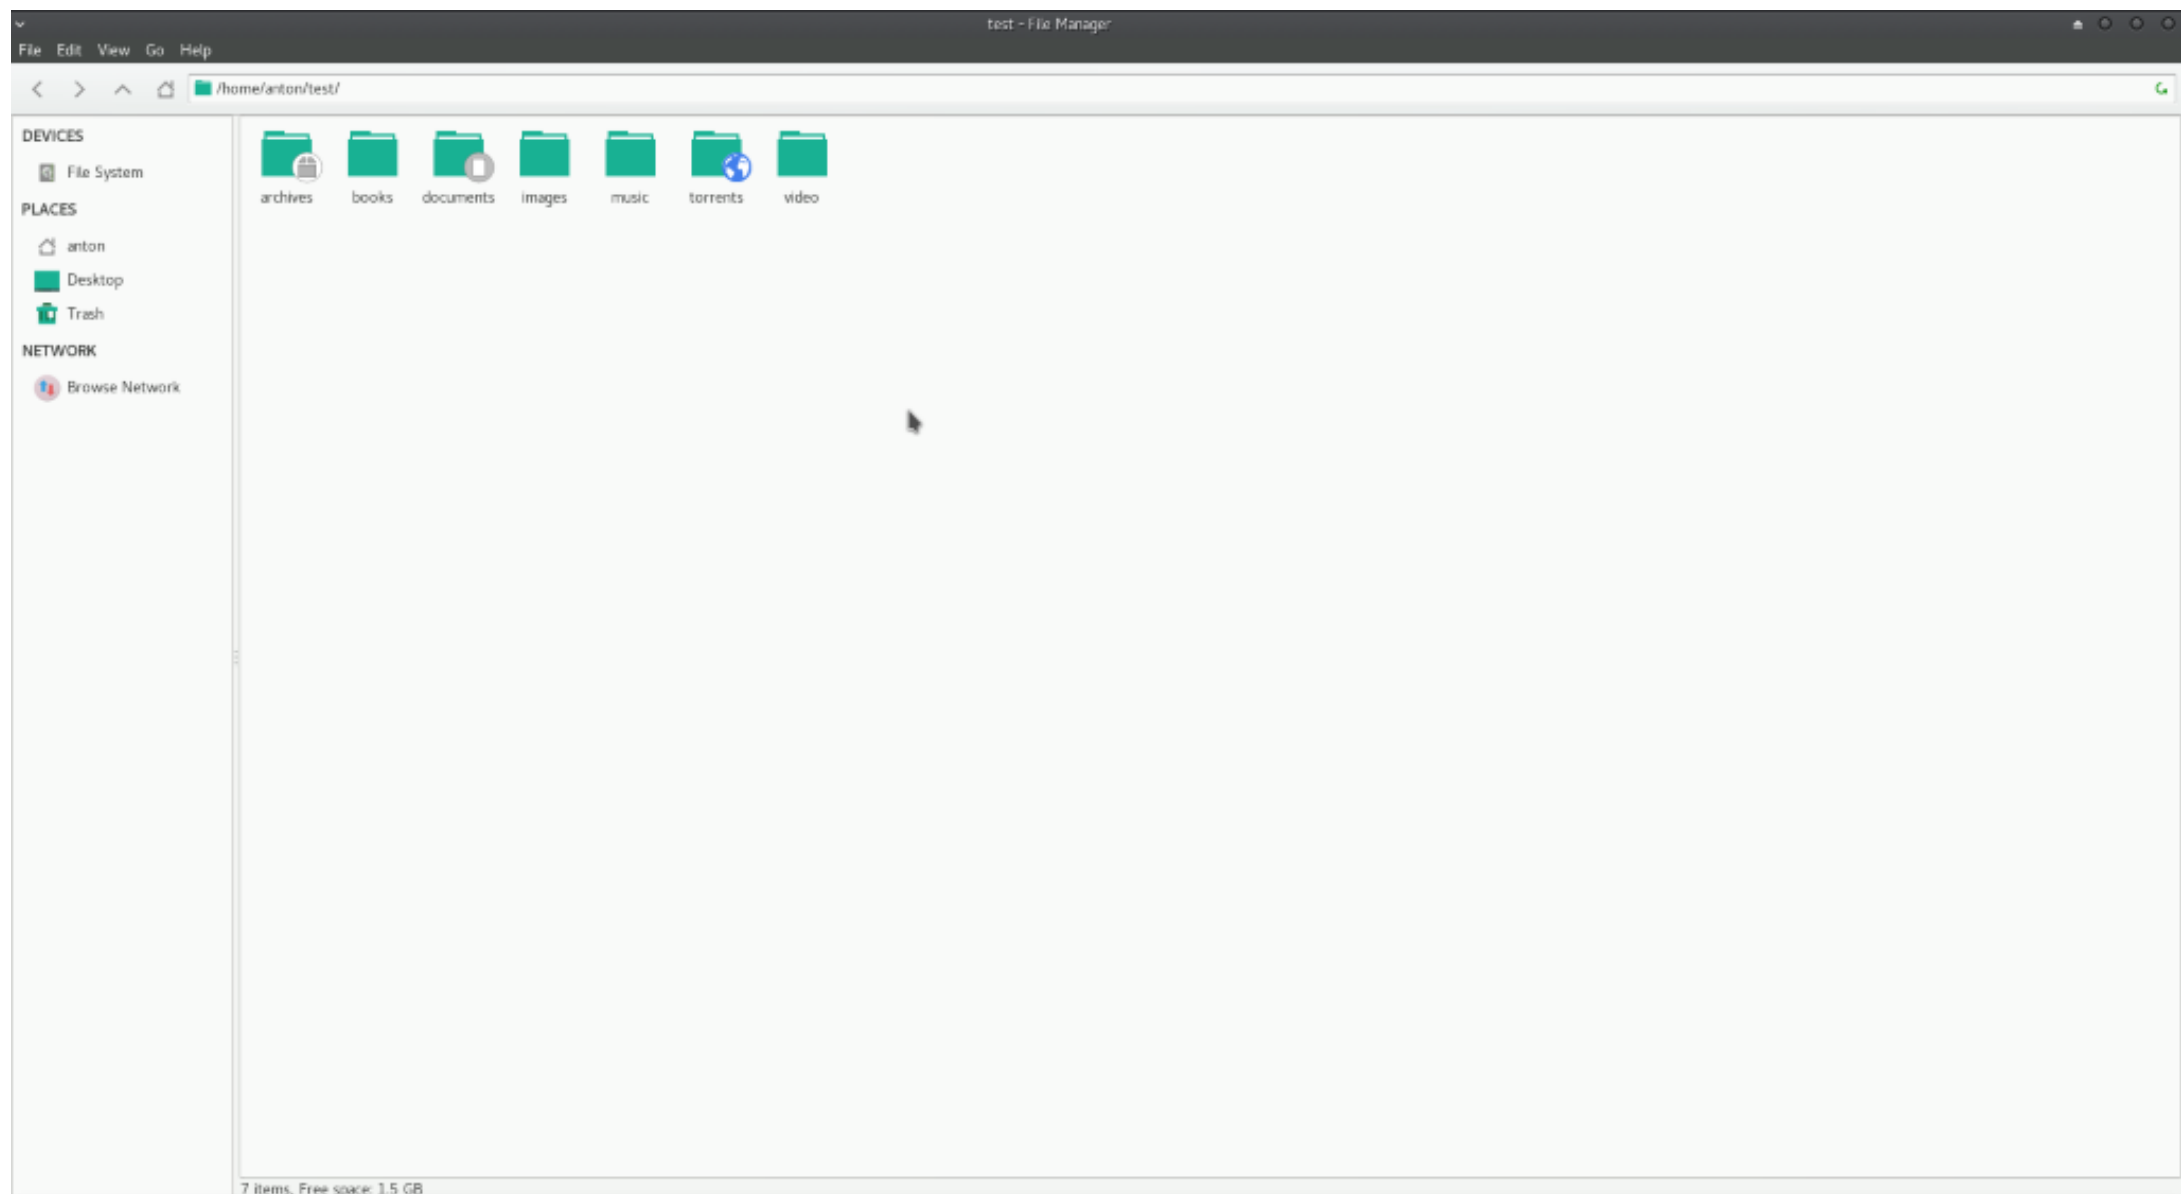 test - File Manager
File Edit View Go Help
/home/anton/test/
DEVICES
File System
PLACES
anton
Desktop
Trash
NETWORK
Browse Network
archives books documents images music torrents video
7 items, Free space: 1.5 GB